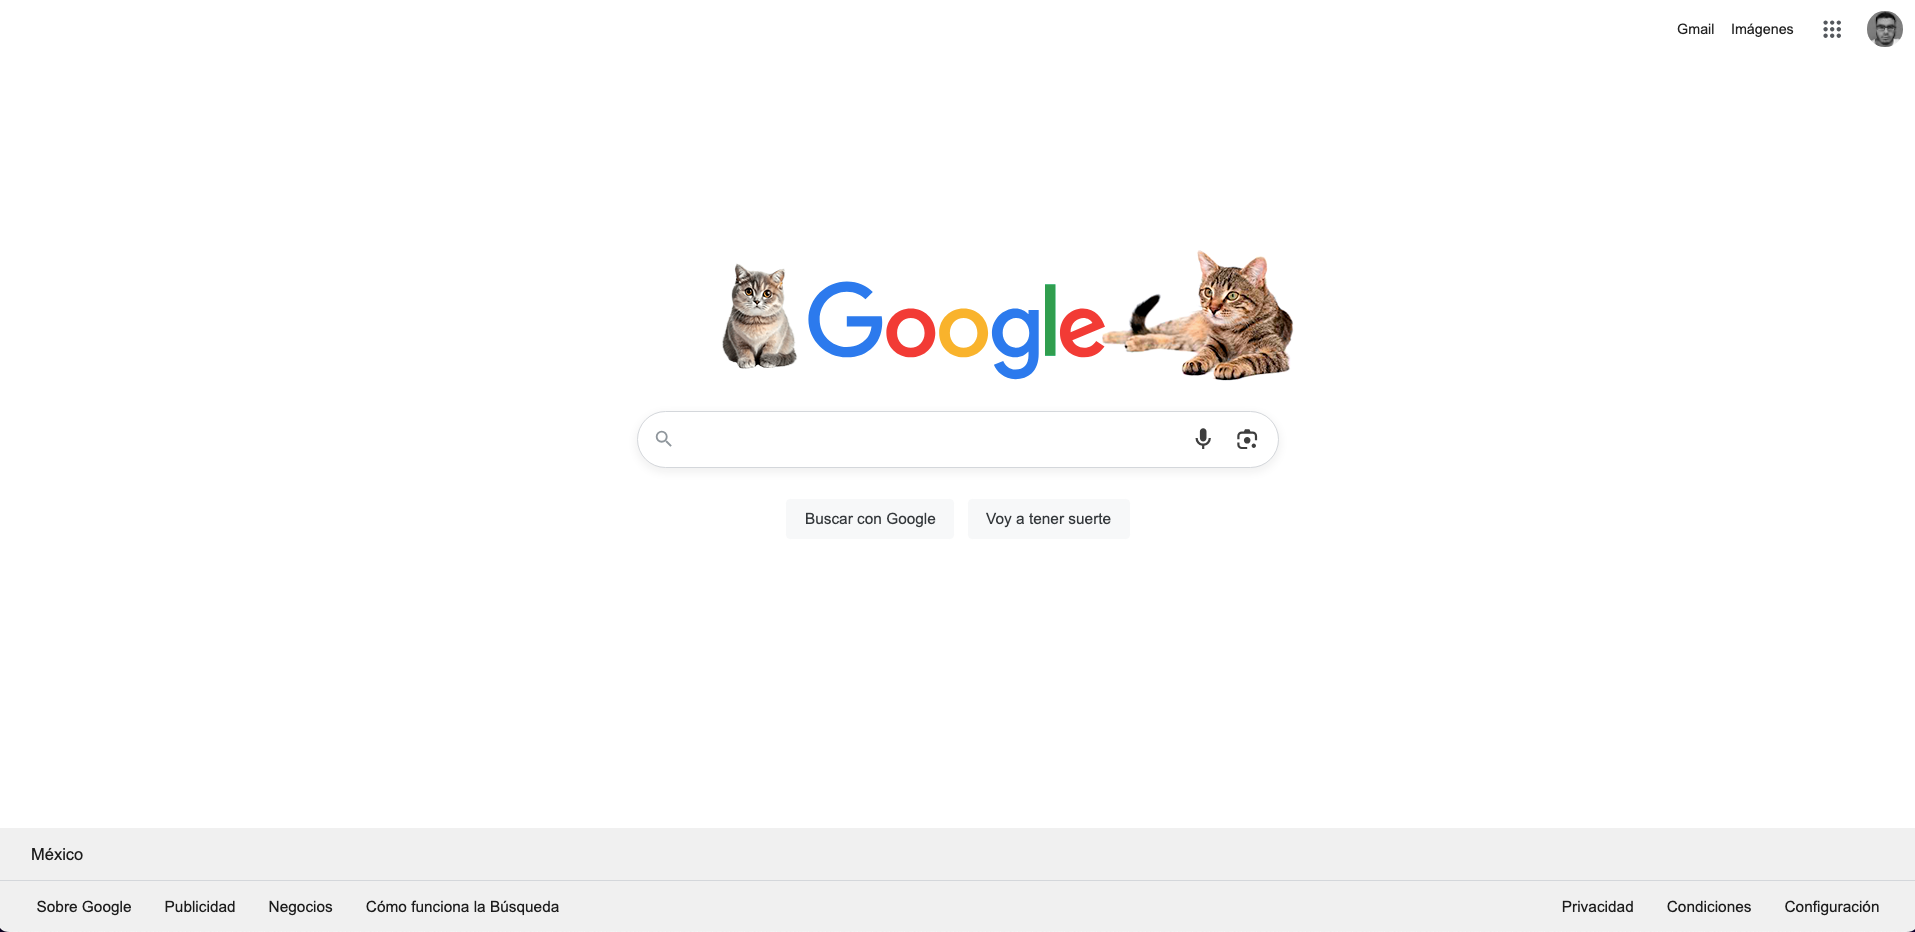 Gmail Imágenes
Google
Buscar con Google Voy a tener suerte
México
Sobre Google Publicidad Negocios Cómo funciona la Búsqueda Privacidad Condiciones Configuración